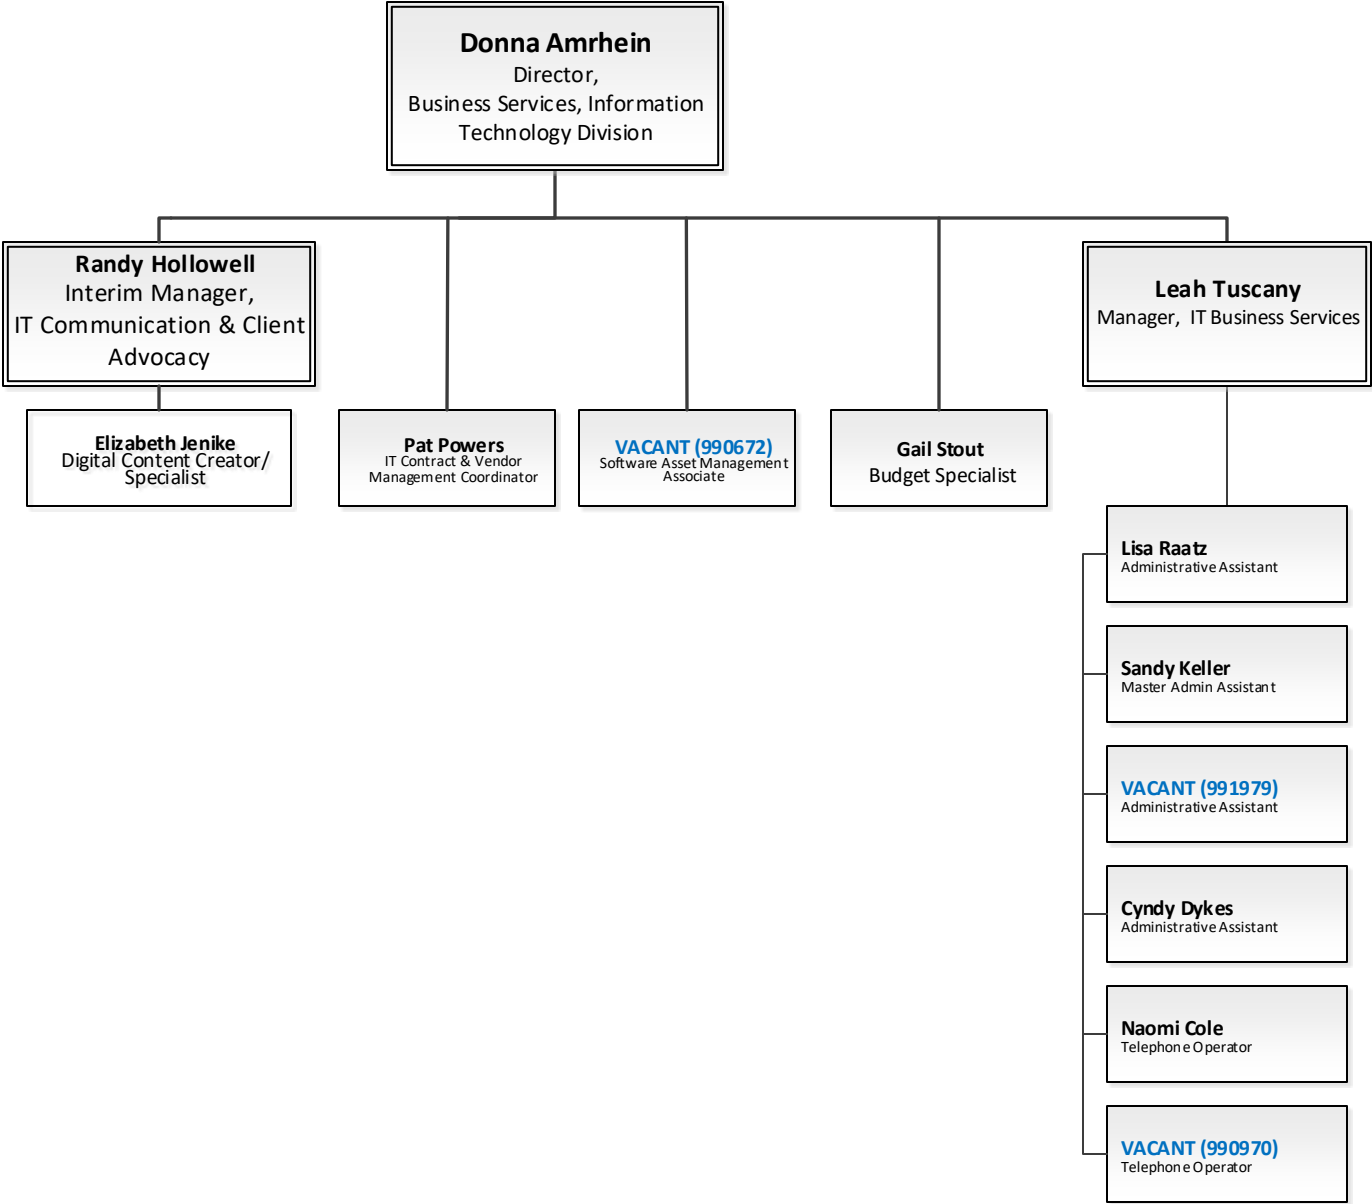 Donna Amrhein
Director,
Business Services, Information
Technology Division
Randy Hollowell
Interim Manager,
IT Communication & Client
Advocacy
Leah Tuscany
Manager, IT Business Services
Elizabeth Jenike
Digital Content Creator/
Specialist
Pat Powers
IT Contract & Vendor
Management Coordinator
VACANT (990672)
Software Asset Management
Associate
Gail Stout
Budget Specialist
Lisa Raatz
Administrative Assistant
Sandy Keller
Master Admin Assistant
VACANT (991979)
Administrative Assistant
Cyndy Dykes
Administrative Assistant
Naomi Cole
Telephone Operator
VACANT (990970)
Telephone Operator